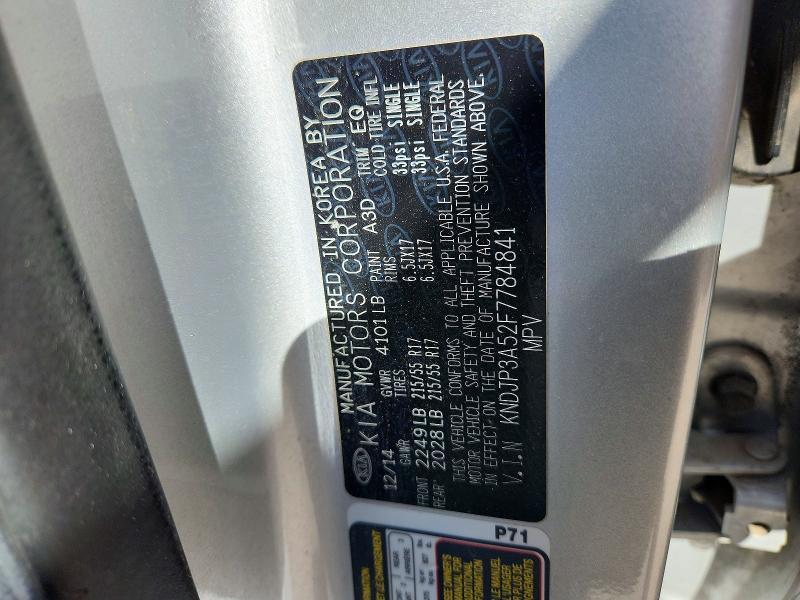 MANUFACTURED IN KOREA BY
KIA KIA MOTORS CORPORATION
12/14 GVWR 4101LB PAINT A3D TRIM EQ
GAWR TIRES RIMS COLD TIRE INFL
FRONT 2249LB 215/55 R17 6.5JX17 33psi SINGLE
REAR 2028LB 215/55 R17 6.5JX17 33psi SINGLE
THIS VEHICLE CONFORMS TO ALL APPLICABLE U.S.A. FEDERAL
MOTOR VEHICLE SAFETY AND THEFT PREVENTION STANDARDS
IN EFFECT ON THE DATE OF MANUFACTURE SHOWN ABOVE.
V.I.N KNDJP3A52F7784841
MPV
P71